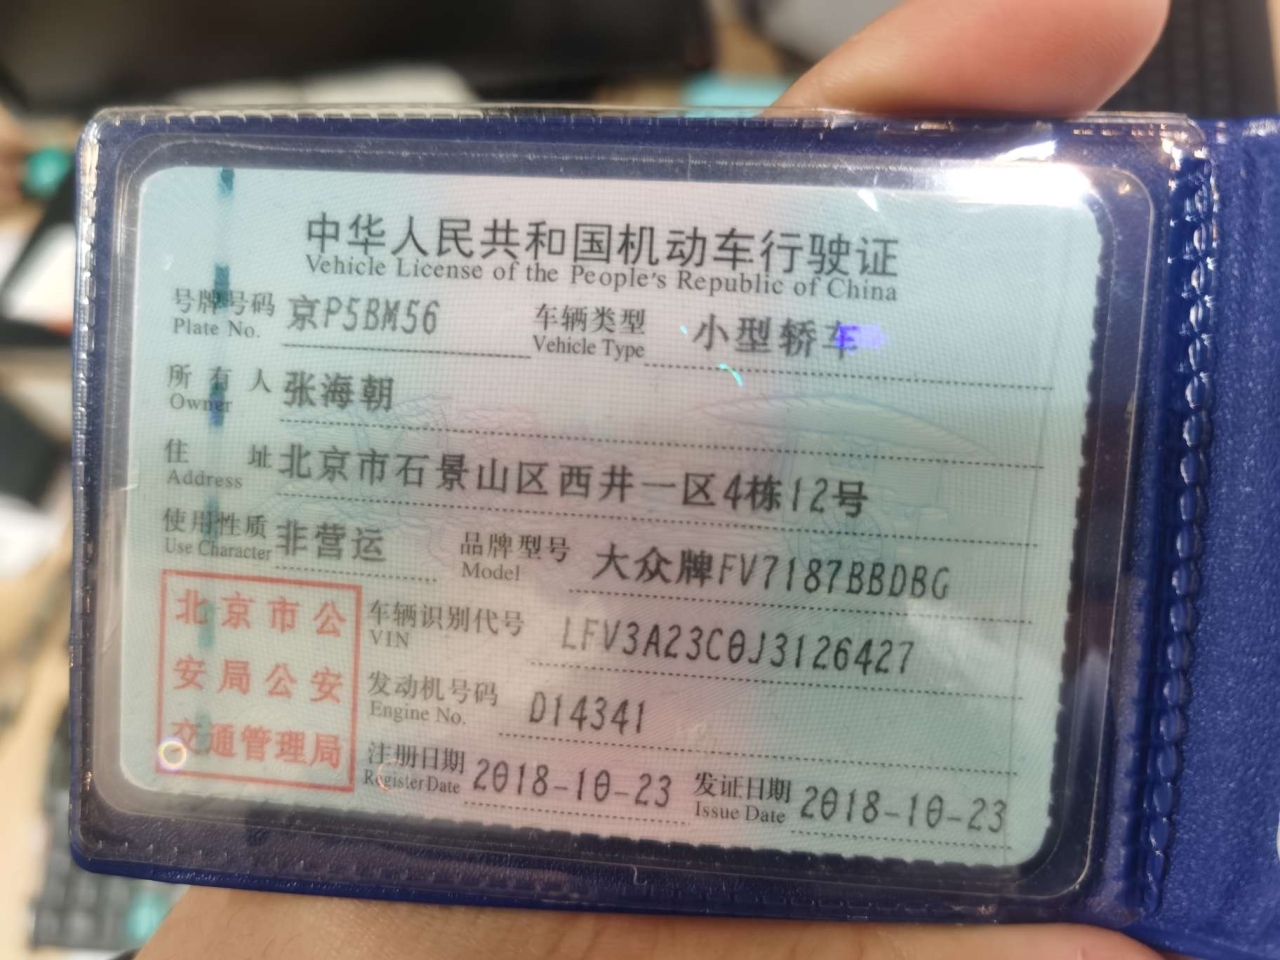 中华人民共和国机动车行驶证
Vehicle License of the People's Republic of China
号牌号码 京P5BM56 车辆类型 小型轿车
Plate No. Vehicle Type
所有人 张海朝
Owner
住址 北京市石景山区西井一区4栋12号
Address
使用性质 非营运 品牌型号 大众牌FV7187BBDBG
Use Character Model
北京市公
安局公安
交通管理局
车辆识别代号 LFV3A23C0J3126427
VIN
发动机号码 D14341
Engine No.
注册日期 2018-10-23 发证日期 2018-10-23
Register Date Issue Date